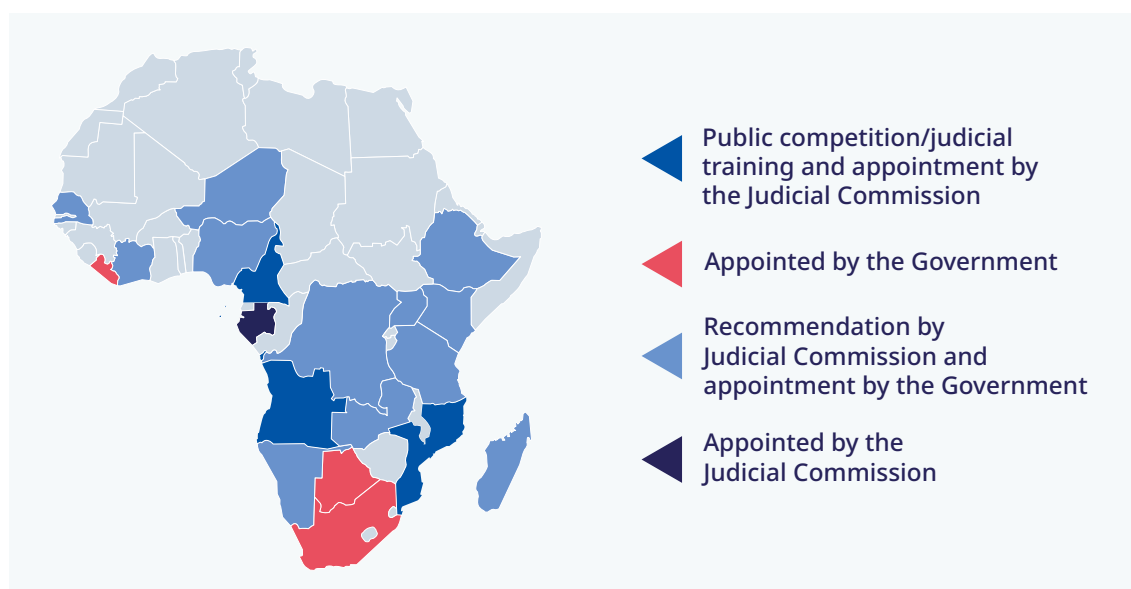 Public competition/judicial
training and appointment by
the Judicial Commission
Appointed by the Government
Recommendation by
Judicial Commission and
appointment by the Government
Appointed by the
Judicial Commission